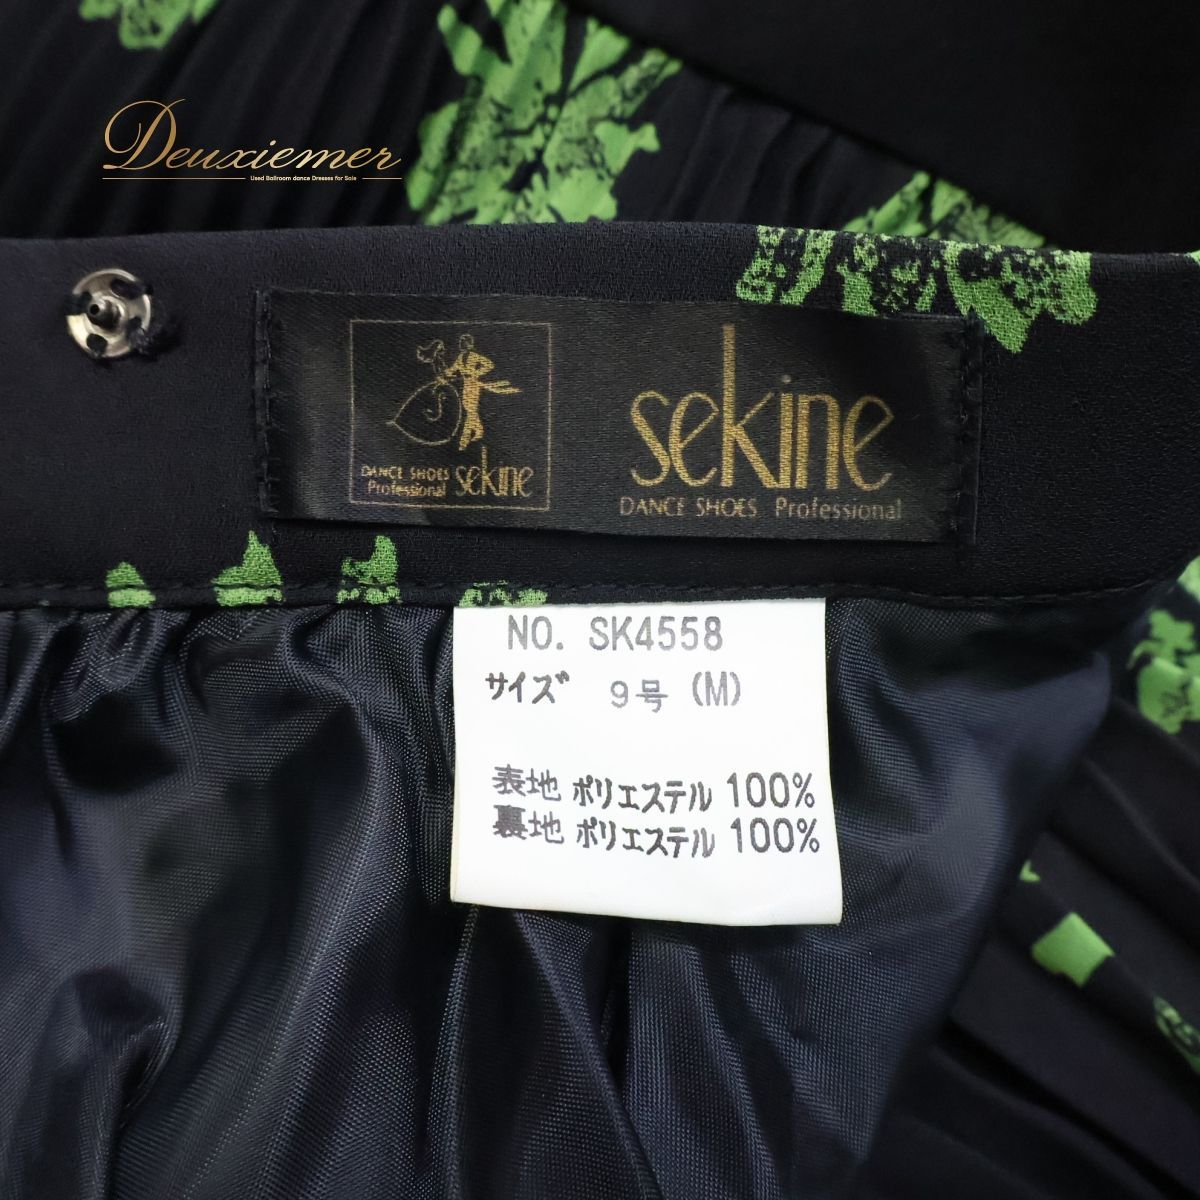 Deuxiemer
Used Ballroom dance Dresses for Sale
DANCE SHOES
Professional sekine
sekine
DANCE SHOES Professional
NO. SK4558
サイズ 9号 (M)
表地 ポリエステル 100%
裏地 ポリエステル 100%